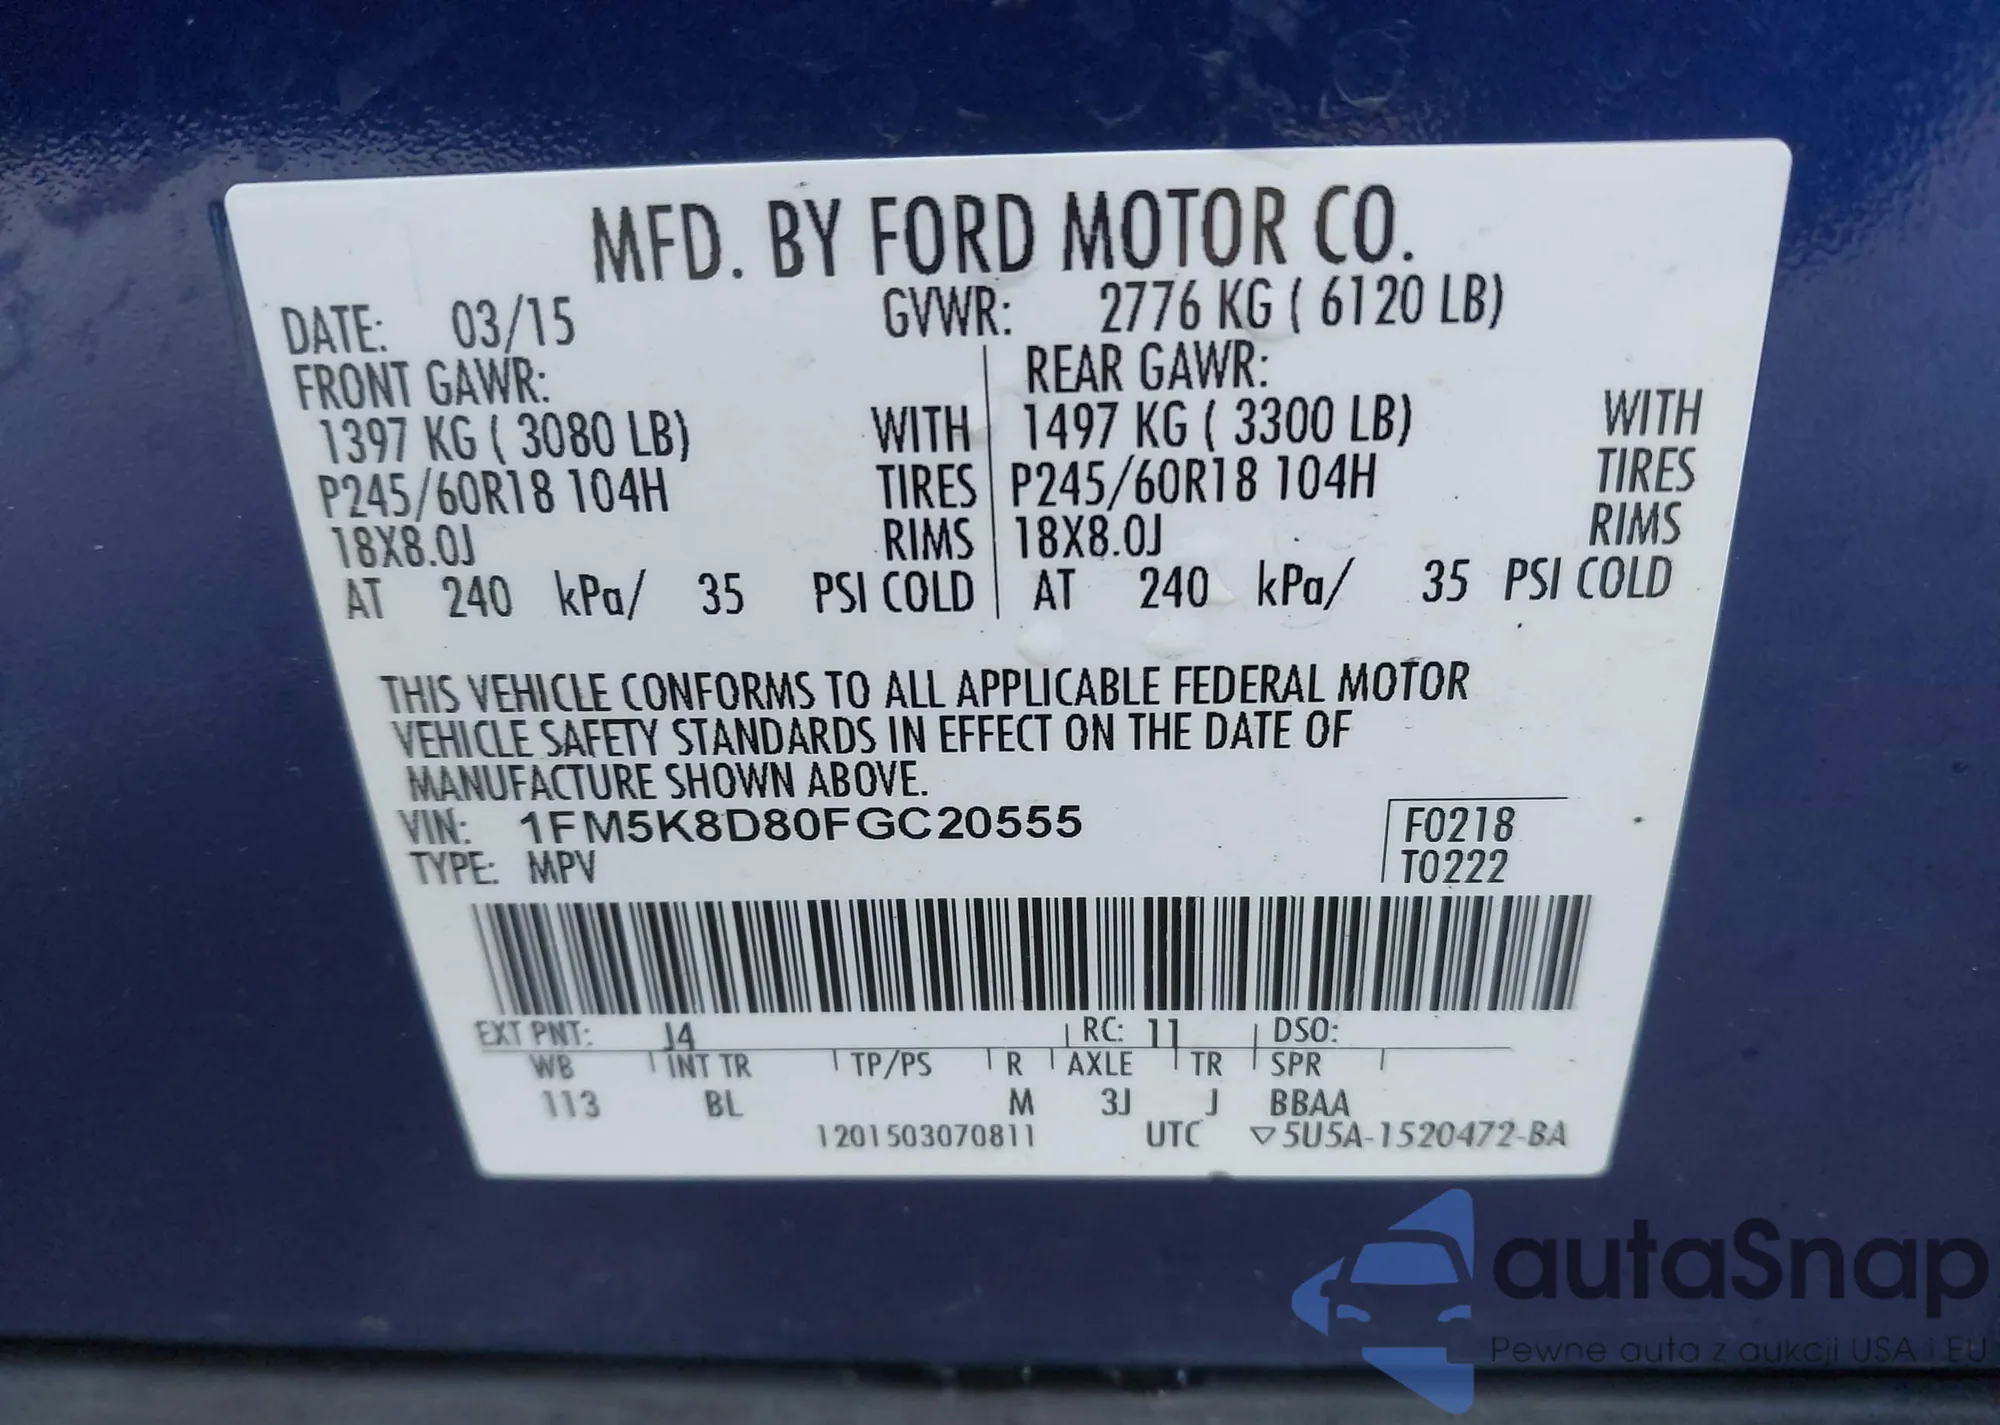 MFD. BY FORD MOTOR CO.
DATE: 03/15 GVWR: 2776 KG ( 6120 LB)
FRONT GAWR: REAR GAWR:
1397 KG ( 3080 LB) WITH 1497 KG ( 3300 LB) WITH
P245/60R18 104H TIRES P245/60R18 104H TIRES
18X8.0J RIMS 18X8.0J RIMS
AT 240 kPa/ 35 PSI COLD AT 240 kPa/ 35 PSI COLD
THIS VEHICLE CONFORMS TO ALL APPLICABLE FEDERAL MOTOR
VEHICLE SAFETY STANDARDS IN EFFECT ON THE DATE OF
MANUFACTURE SHOWN ABOVE.
VIN: 1FM5K8D80FGC20555 F0218
TYPE: MPV T0222
EXT PNT: J4 RC: 11 DSO:
WB INT TR TP/PS R AXLE TR SPR
113 BL M 3J J BBAA
1201503070811 UTC ▽5U5A-1520472-BA
autaSnap
Pewne auta z aukcji USA i EU